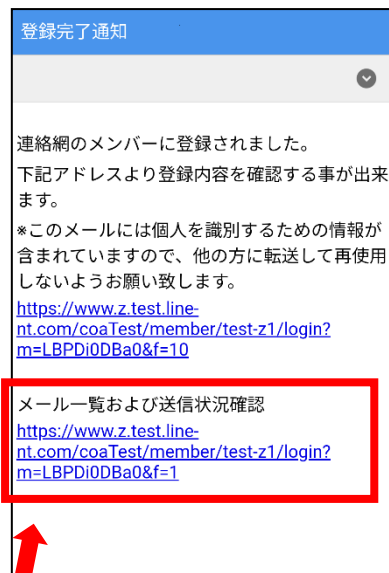 登録完了通知
連絡網のメンバーに登録されました。
下記アドレスより登録内容を確認する事が出来
ます。
※このメールには個人を識別するための情報が
含まれていますので、他の方に転送して再使用
しないようお願い致します。
https://www.z.test.line-
nt.com/coaTest/member/test-z1/login?
m=LBPDi0DBa0&f=10
メール一覧および送信状況確認
https://www.z.test.line-
nt.com/coaTest/member/test-z1/login?
m=LBPDi0DBa0&f=1